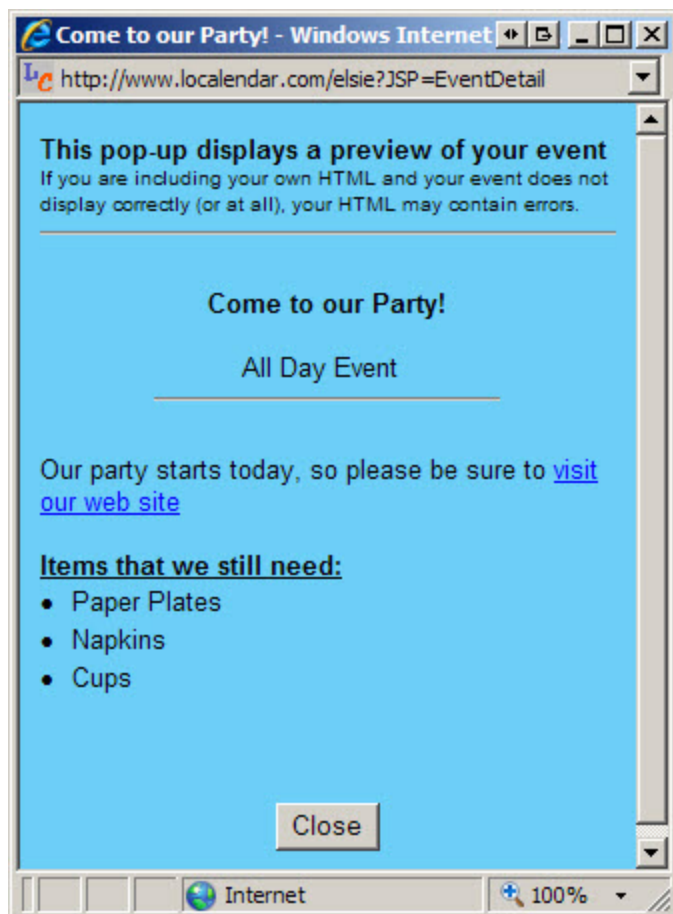 Come to our Party! - Windows Internet
http://www.localendar.com/elsie?JSP=EventDetail
This pop-up displays a preview of your event
If you are including your own HTML and your event does not
display correctly (or at all), your HTML may contain errors.
Come to our Party!
All Day Event
Our party starts today, so please be sure to visit
our web site
Items that we still need:
• Paper Plates
• Napkins
• Cups
Close
Internet
100%